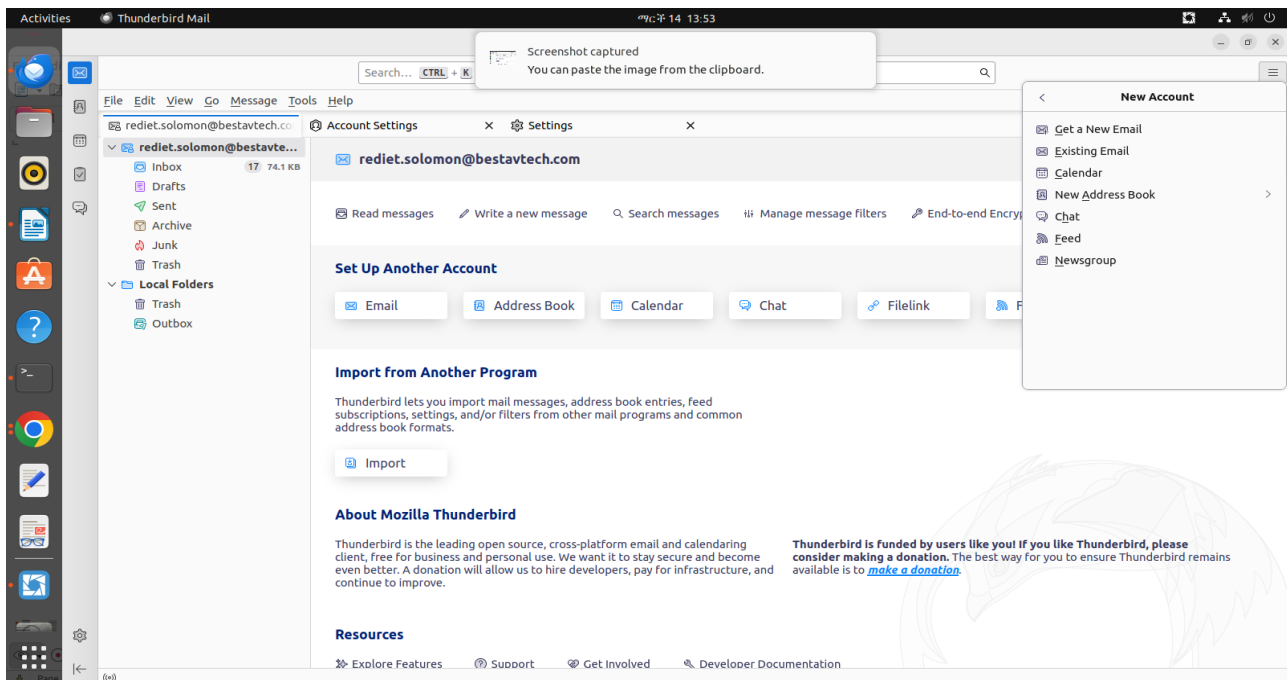 Activities
Thunderbird Mail
ማርች 14 13:53
Screenshot captured
You can paste the image from the clipboard.
Search... CTRL + K
File Edit View Go Message Tools Help
rediet.solomon@bestavtech.co
Account Settings
Settings
New Account
Get a New Email
Existing Email
Calendar
New Address Book
Chat
Feed
Newsgroup
rediet.solomon@bestavte...
Inbox 17 74.1 KB
Drafts
Sent
Archive
Junk
Trash
Local Folders
Trash
Outbox
rediet.solomon@bestavtech.com
Read messages
Write a new message
Search messages
Manage message filters
End-to-end Encryp
Set Up Another Account
Email
Address Book
Calendar
Chat
Filelink
F
Import from Another Program
Thunderbird lets you import mail messages, address book entries, feed
subscriptions, settings, and/or filters from other mail programs and common
address book formats.
Import
About Mozilla Thunderbird
Thunderbird is the leading open source, cross-platform email and calendaring
client, free for business and personal use. We want it to stay secure and become
even better. A donation will allow us to hire developers, pay for infrastructure, and
continue to improve.
Thunderbird is funded by users like you! If you like Thunderbird, please
consider making a donation. The best way for you to ensure Thunderbird remains
available is to make a donation.
Resources
Explore Features
Support
Get Involved
Developer Documentation